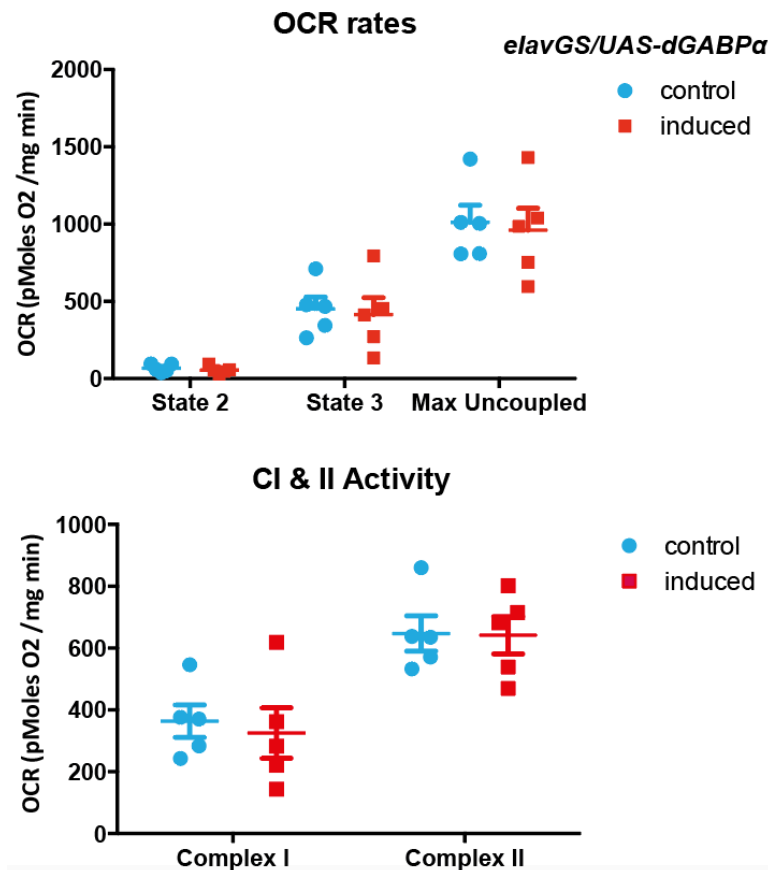 OCR rates
elavGS/UAS-dGABPα
control
induced
OCR (pMoles O2 /mg min)
2000
1500
1000
500
0
State 2
State 3
Max Uncoupled
CI & II Activity
control
induced
OCR (pMoles O2 /mg min)
1000
800
600
400
200
0
Complex I
Complex II